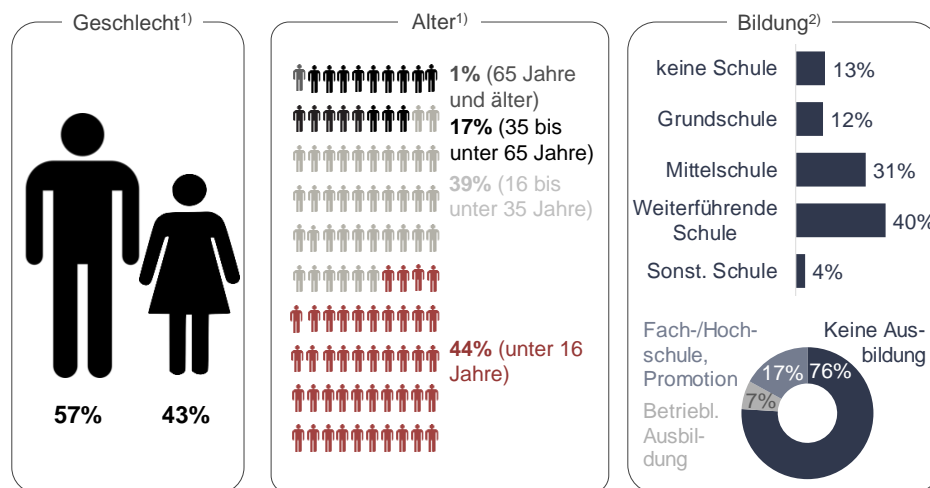 Geschlecht1)
57%
43%
Alter1)
1% (65 Jahre
und älter)
17% (35 bis
unter 65 Jahre)
39% (16 bis
unter 35 Jahre)
44% (unter 16
Jahre)
Bildung2)
keine Schule
13%
Grundschule
12%
Mittelschule
31%
Weiterführende
Schule
40%
Sonst. Schule
4%
Fach-/Hoch-
schule,
Promotion
17%
Keine Aus-
bildung
76%
Betriebl.
Ausbil-
dung
7%